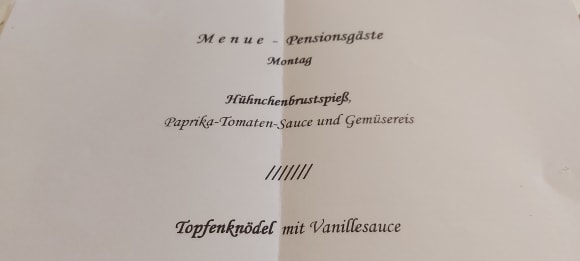 Menue - Pensionsgäste
Montag
Hühnchenbrustspieß,
Paprika-Tomaten-Sauce und Gemüsereis
///////
Topfenknödel mit Vanillesauce